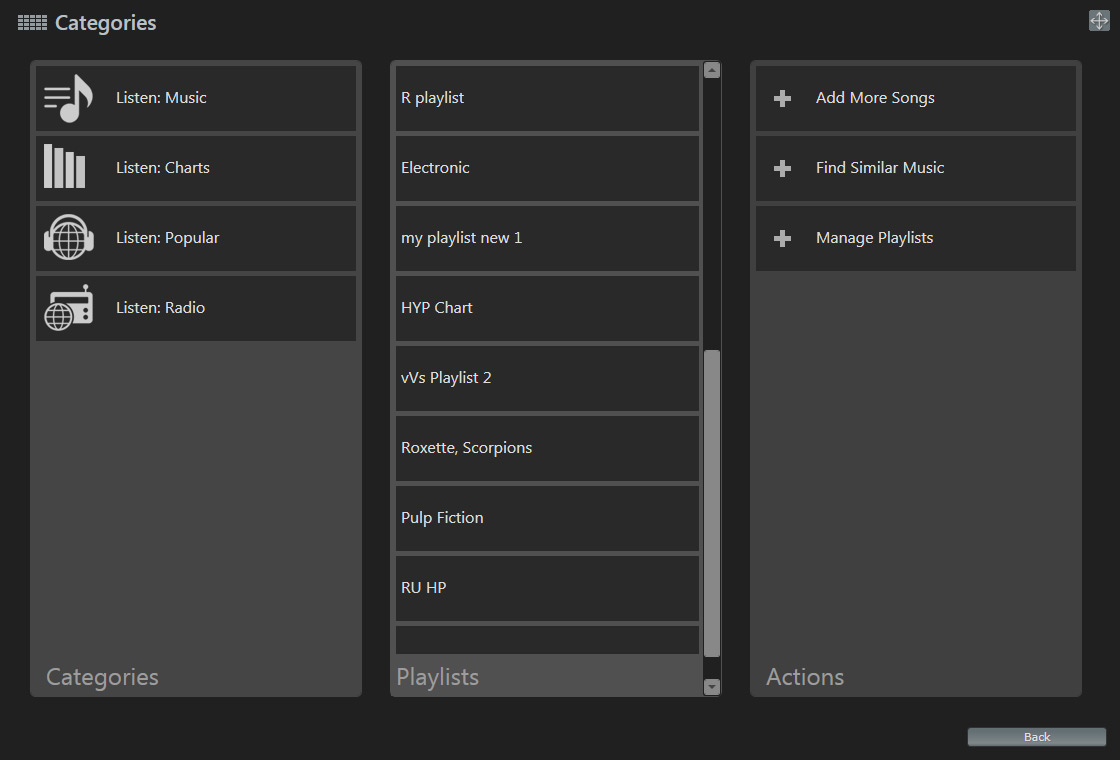 Categories
Listen: Music
Listen: Charts
Listen: Popular
Listen: Radio
Categories
R playlist
Electronic
my playlist new 1
HYP Chart
vVs Playlist 2
Roxette, Scorpions
Pulp Fiction
RU HP
Playlists
Add More Songs
Find Similar Music
Manage Playlists
Actions
Back